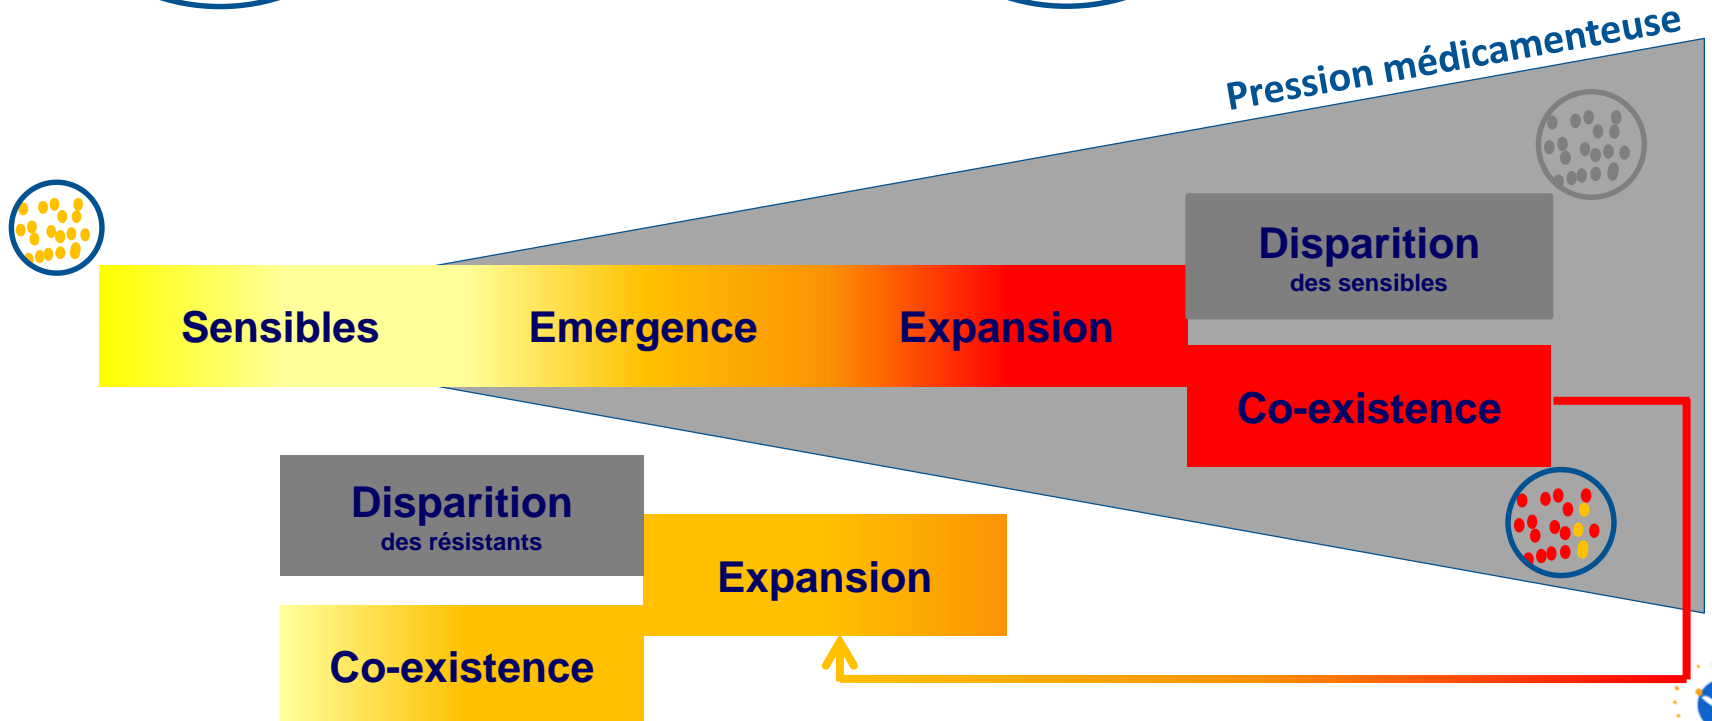 Pression médicamenteuse
Disparition
des sensibles
Sensibles
Emergence
Expansion
Co-existence
Disparition
des résistants
Expansion
Co-existence